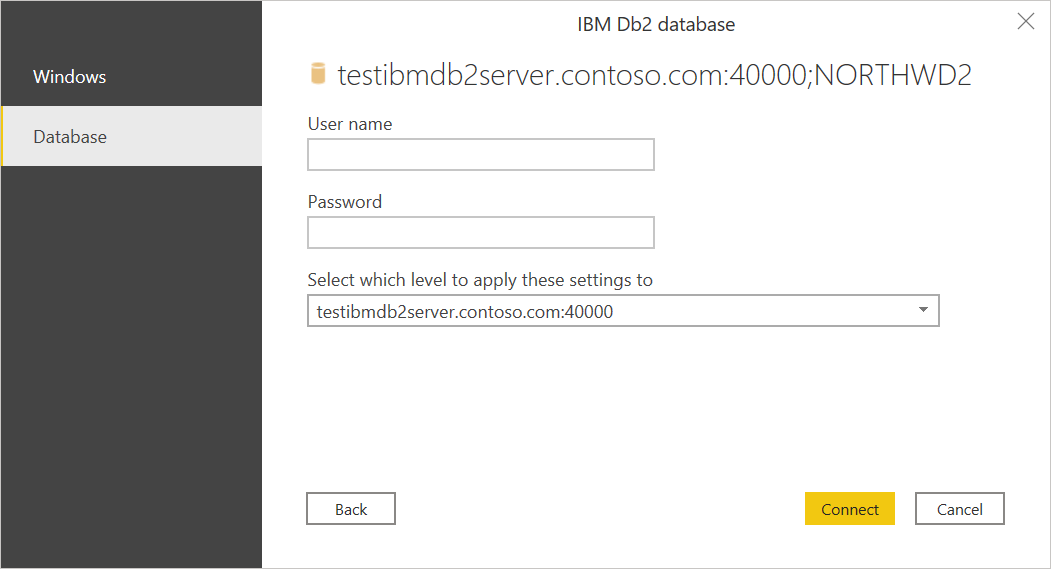 IBM Db2 database
Windows
Database
testibmdb2server.contoso.com:40000;NORTHWD2
User name
Password
Select which level to apply these settings to
testibmdb2server.contoso.com:40000
Back
Connect
Cancel